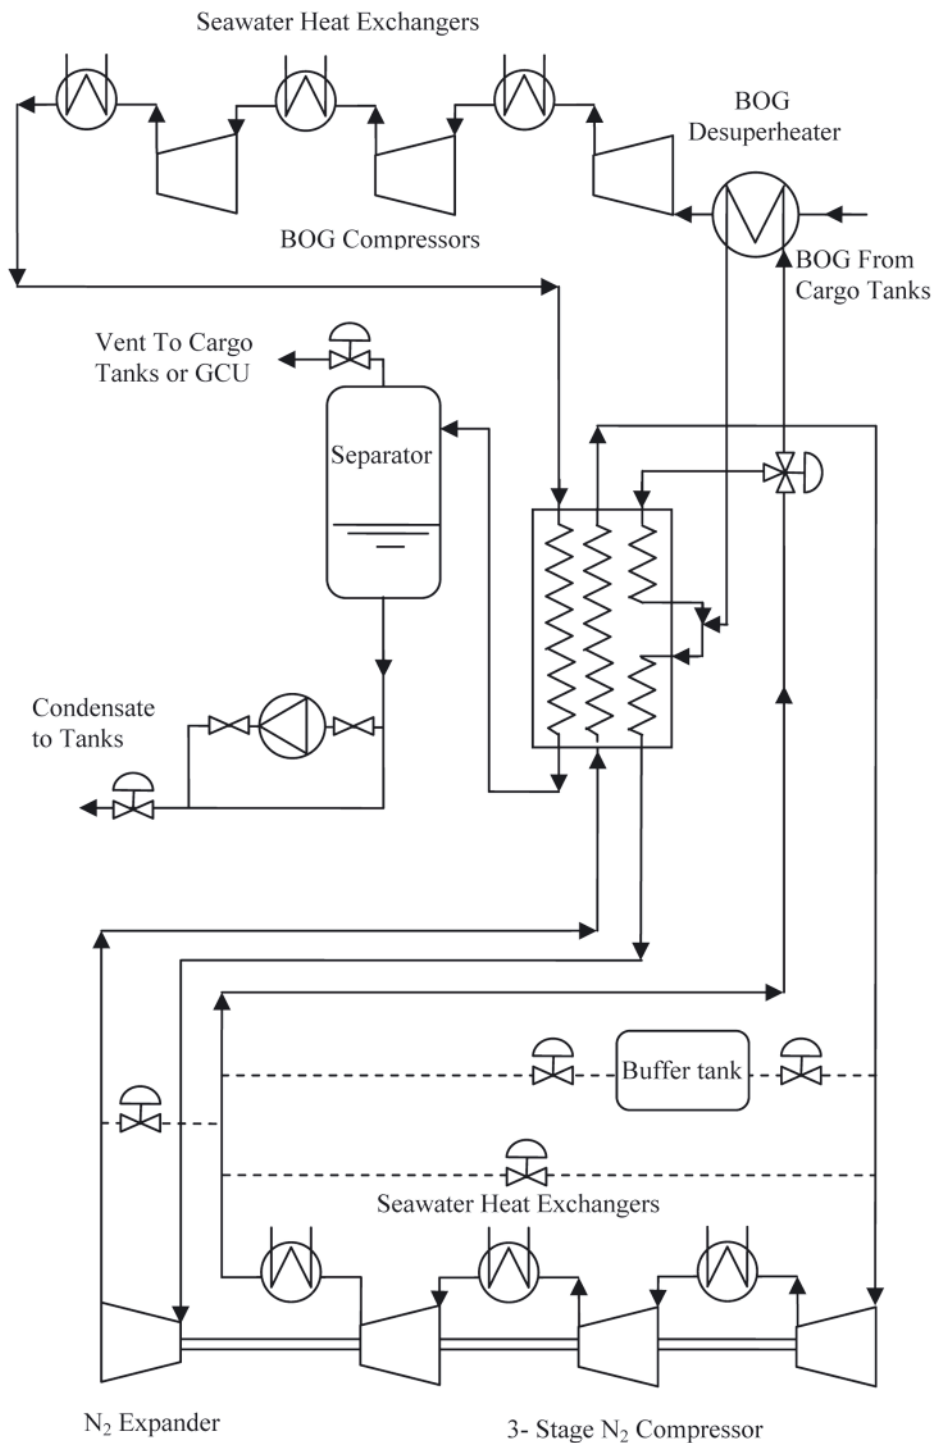 Seawater Heat Exchangers
BOG
Desuperheater
BOG Compressors
BOG From
Cargo Tanks
Vent To Cargo
Tanks or GCU
Separator
Condensate
to Tanks
Buffer tank
Seawater Heat Exchangers
N₂ Expander
3- Stage N₂ Compressor